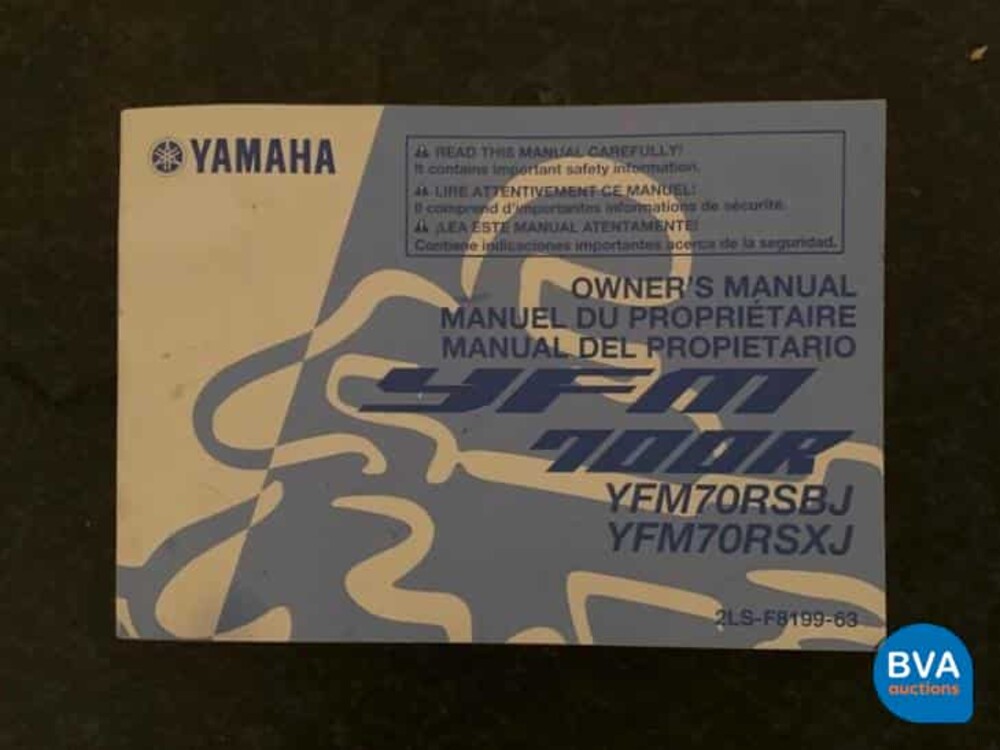 YAMAHA
READ THIS MANUAL CAREFULLY!
It contains important safety information.
LIRE ATTENTIVEMENT CE MANUEL!
Il comprend d'importantes informations de sécurité.
¡LEA ESTE MANUAL ATENTAMENTE!
Contiene indicaciones importantes acerca de la seguridad.
OWNER'S MANUAL
MANUEL DU PROPRIÉTAIRE
MANUAL DEL PROPIETARIO
YFM
700R
YFM70RSBJ
YFM70RSXJ
2LS-F8199-63
BVA
auctions